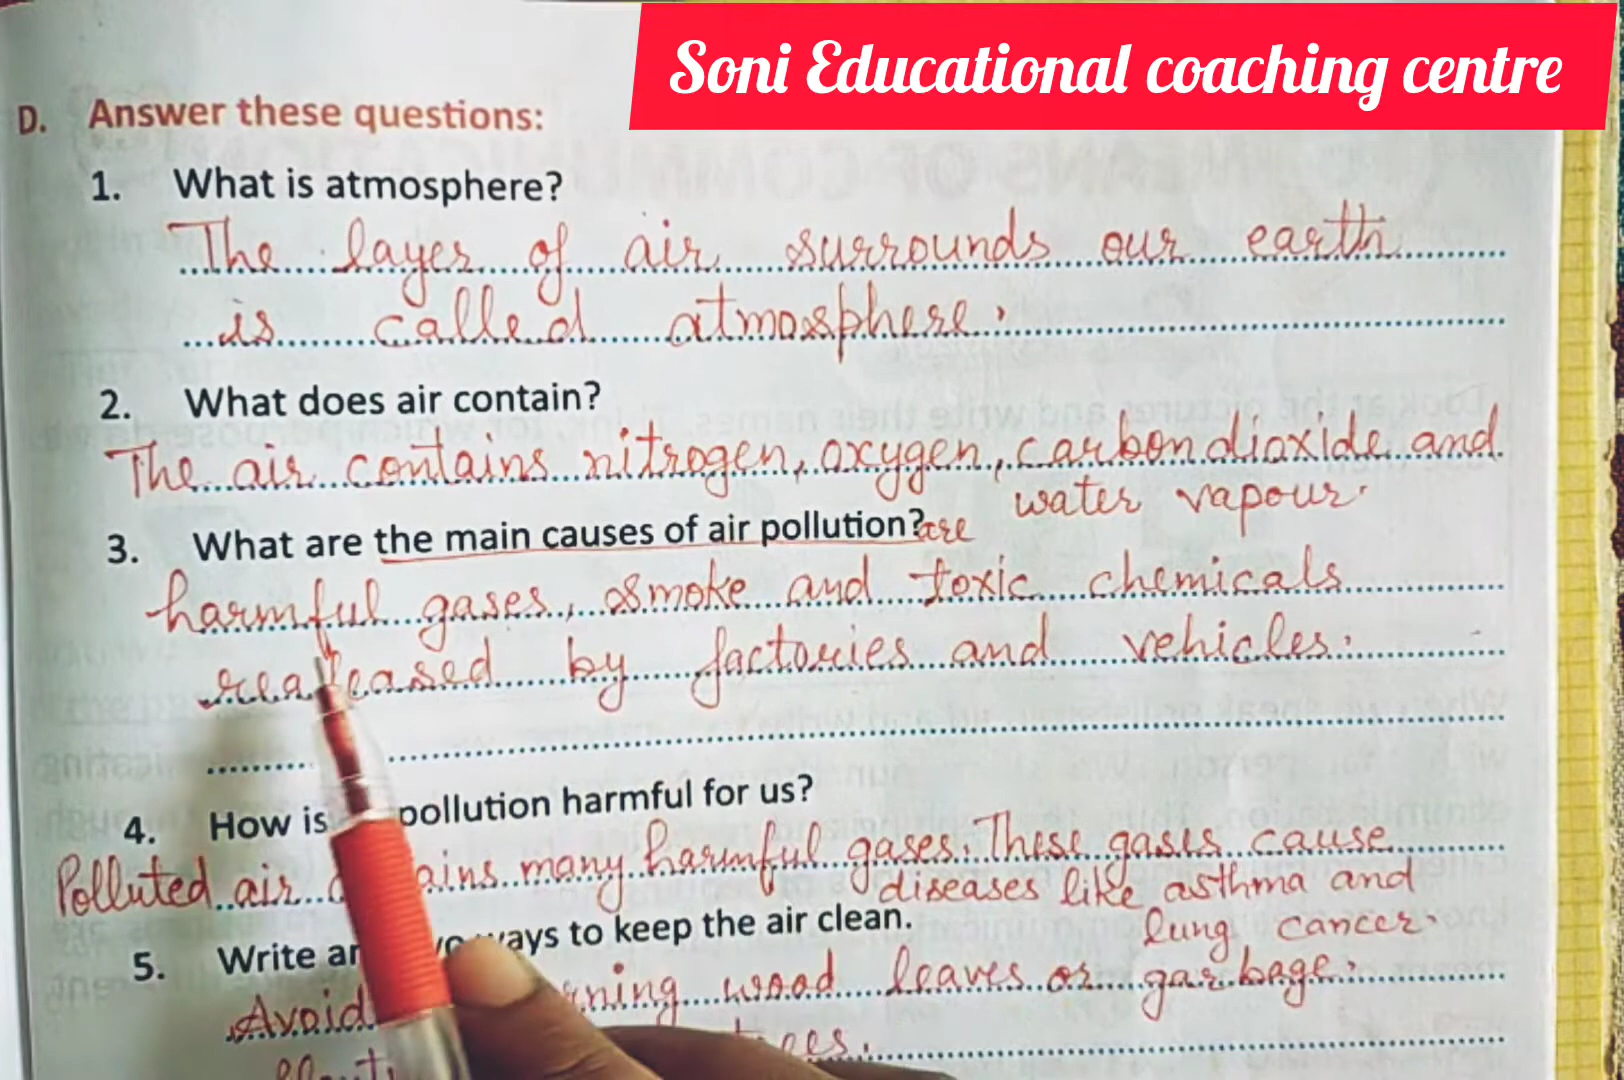 Soni Educational coaching centre
D. Answer these questions:
1. What is atmosphere?
The layer of air surrounds our earth
is called atmosphere.
2. What does air contain?
The air contains nitrogen, oxygen, carbondioxide and
water vapour.
3. What are the main causes of air pollution? are
harmful gases, smoke and toxic chemicals
by factories and vehicles.
4. How is pollution harmful for us?
Polluted air many harmful gases. These gases cause
diseases like asthma and
lung cancer.
5. Write ways to keep the air clean.
Avoid wood leaves or garbage.